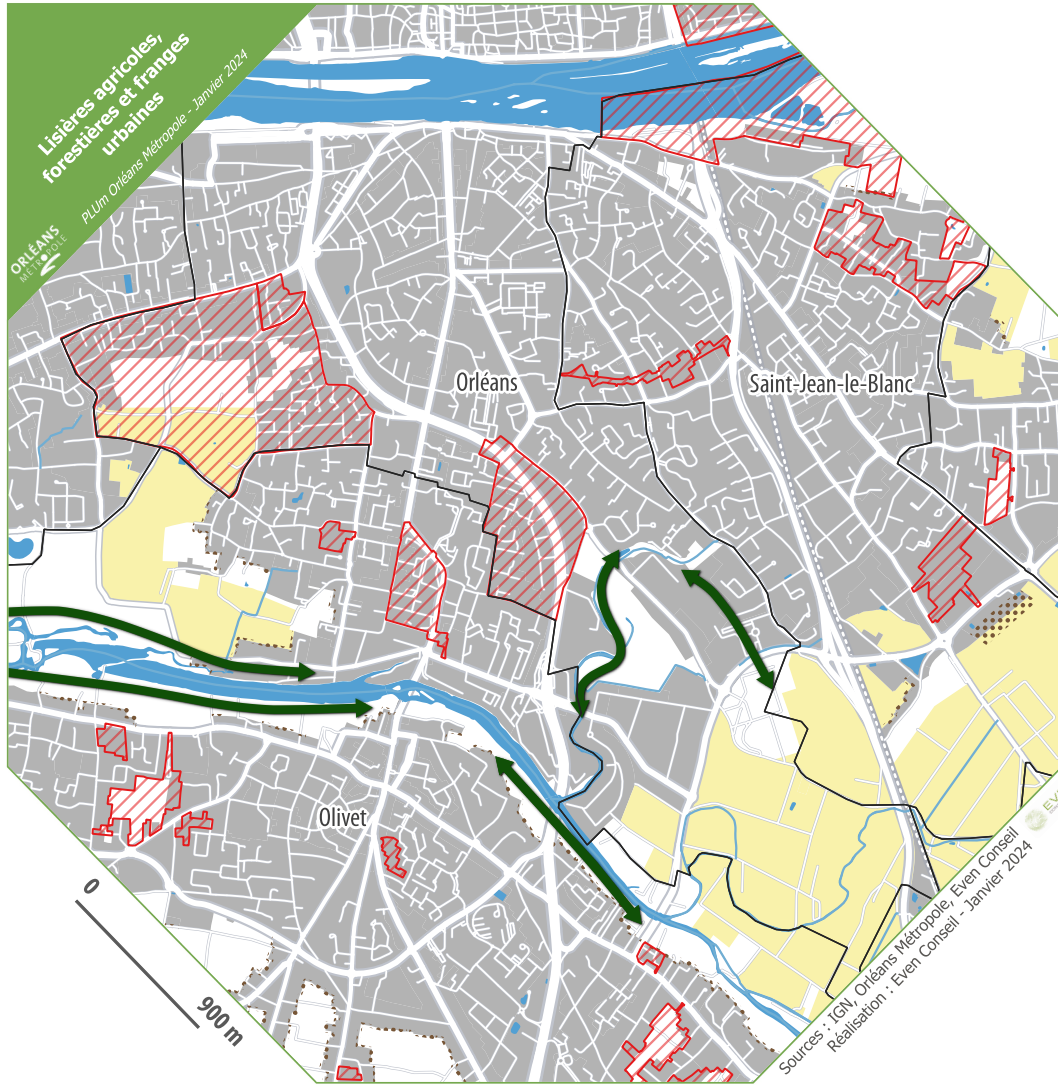 Lisières agricoles,
forestières et franges
urbaines
PLUm Orléans Métropole - Janvier 2024
ORLÉANS
MÉTROPOLE
Orléans
Saint-Jean-le-Blanc
Olivet
0
900 m
Sources : IGN, Orléans Métropole, Even Conseil
Réalisation : Even Conseil - Janvier 2024